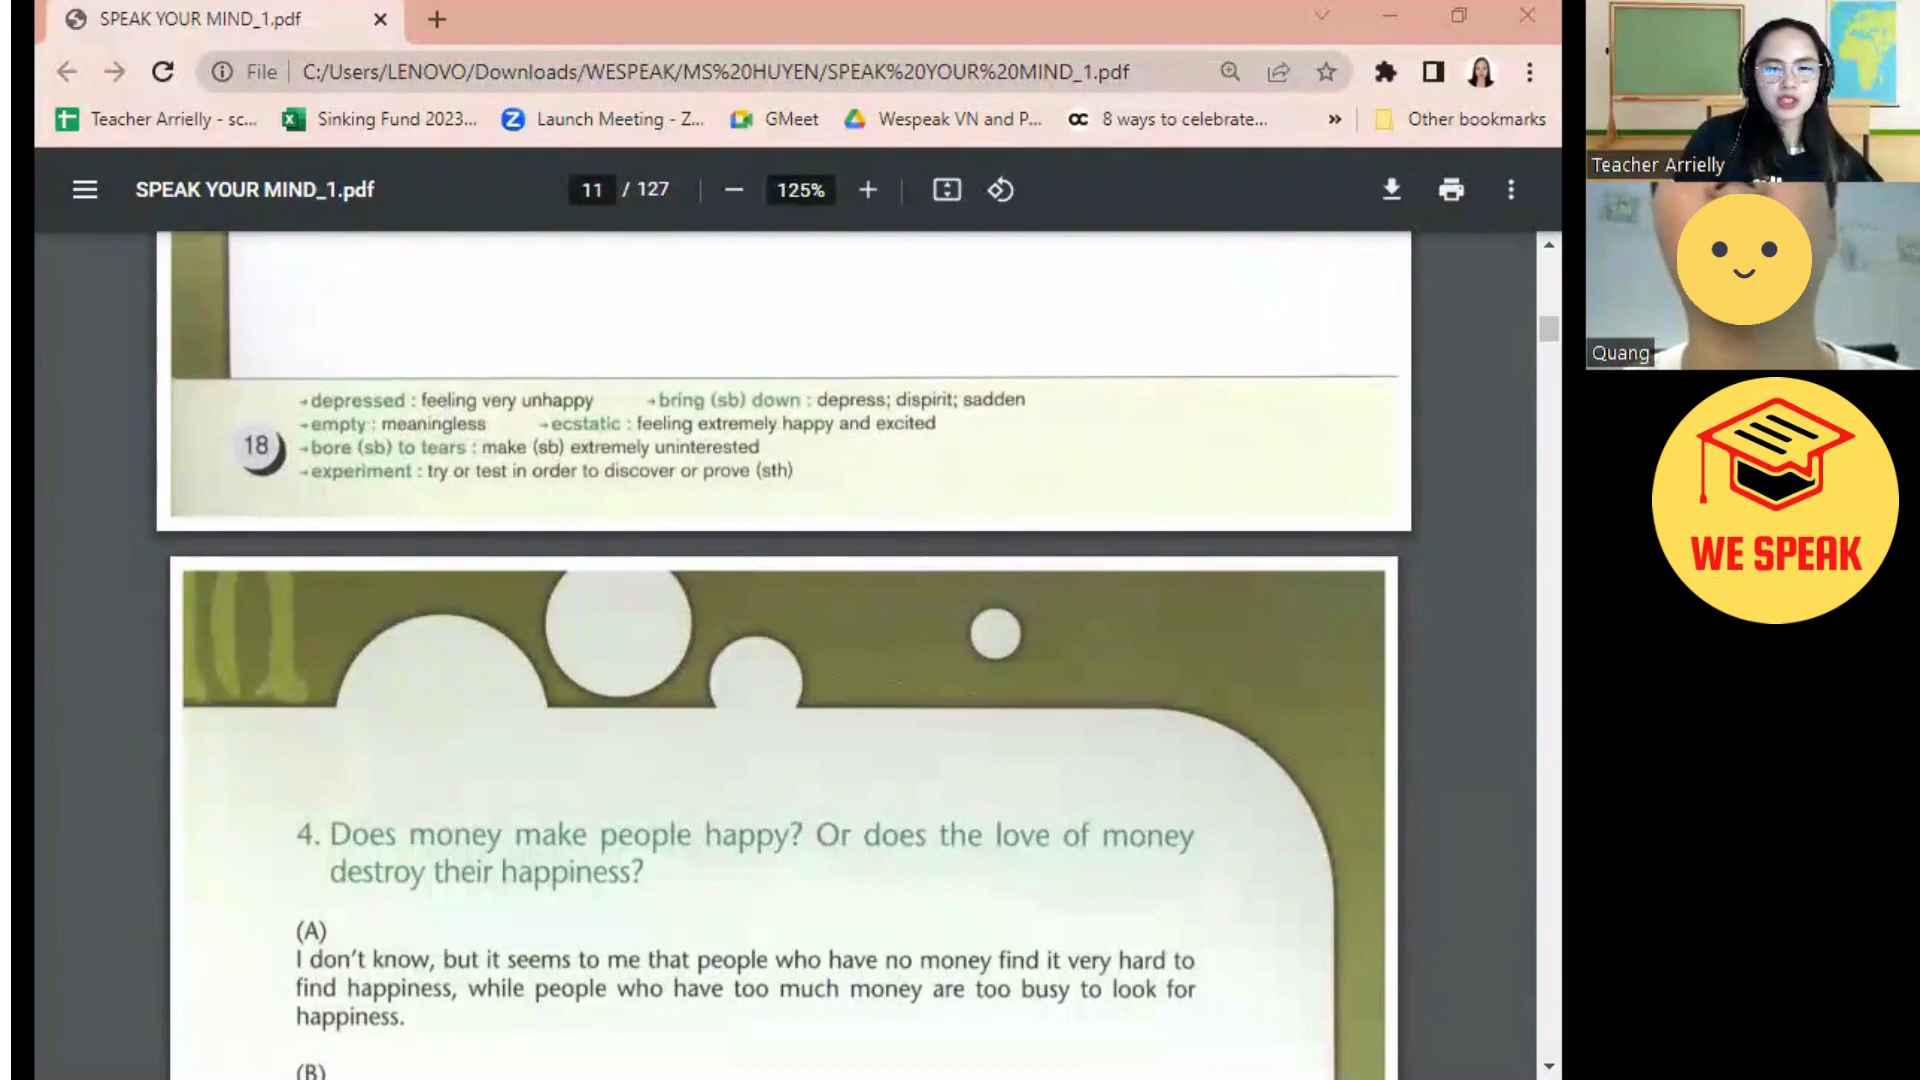 SPEAK YOUR MIND_1.pdf
File C:/Users/LENOVO/Downloads/WESPEAK/MS%20HUYEN/SPEAK%20YOUR%20MIND_1.pdf
Teacher Arrielly - sc... Sinking Fund 2023... Launch Meeting - Z... GMeet Wespeak VN and P... OC 8 ways to celebrate... » Other bookmarks
SPEAK YOUR MIND_1.pdf 11 / 127 125%
depressed : feeling very unhappy bring (sb) down : depress; dispirit; sadden
empty : meaningless ecstatic : feeling extremely happy and excited
18
bore (sb) to tears : make (sb) extremely uninterested
experiment : try or test in order to discover or prove (sth)
01
4. Does money make people happy? Or does the love of money
destroy their happiness?
(A)
I don't know, but it seems to me that people who have no money find it very hard to
find happiness, while people who have too much money are too busy to look for
happiness.
(B)
Teacher Arrielly
Quang
WE SPEAK